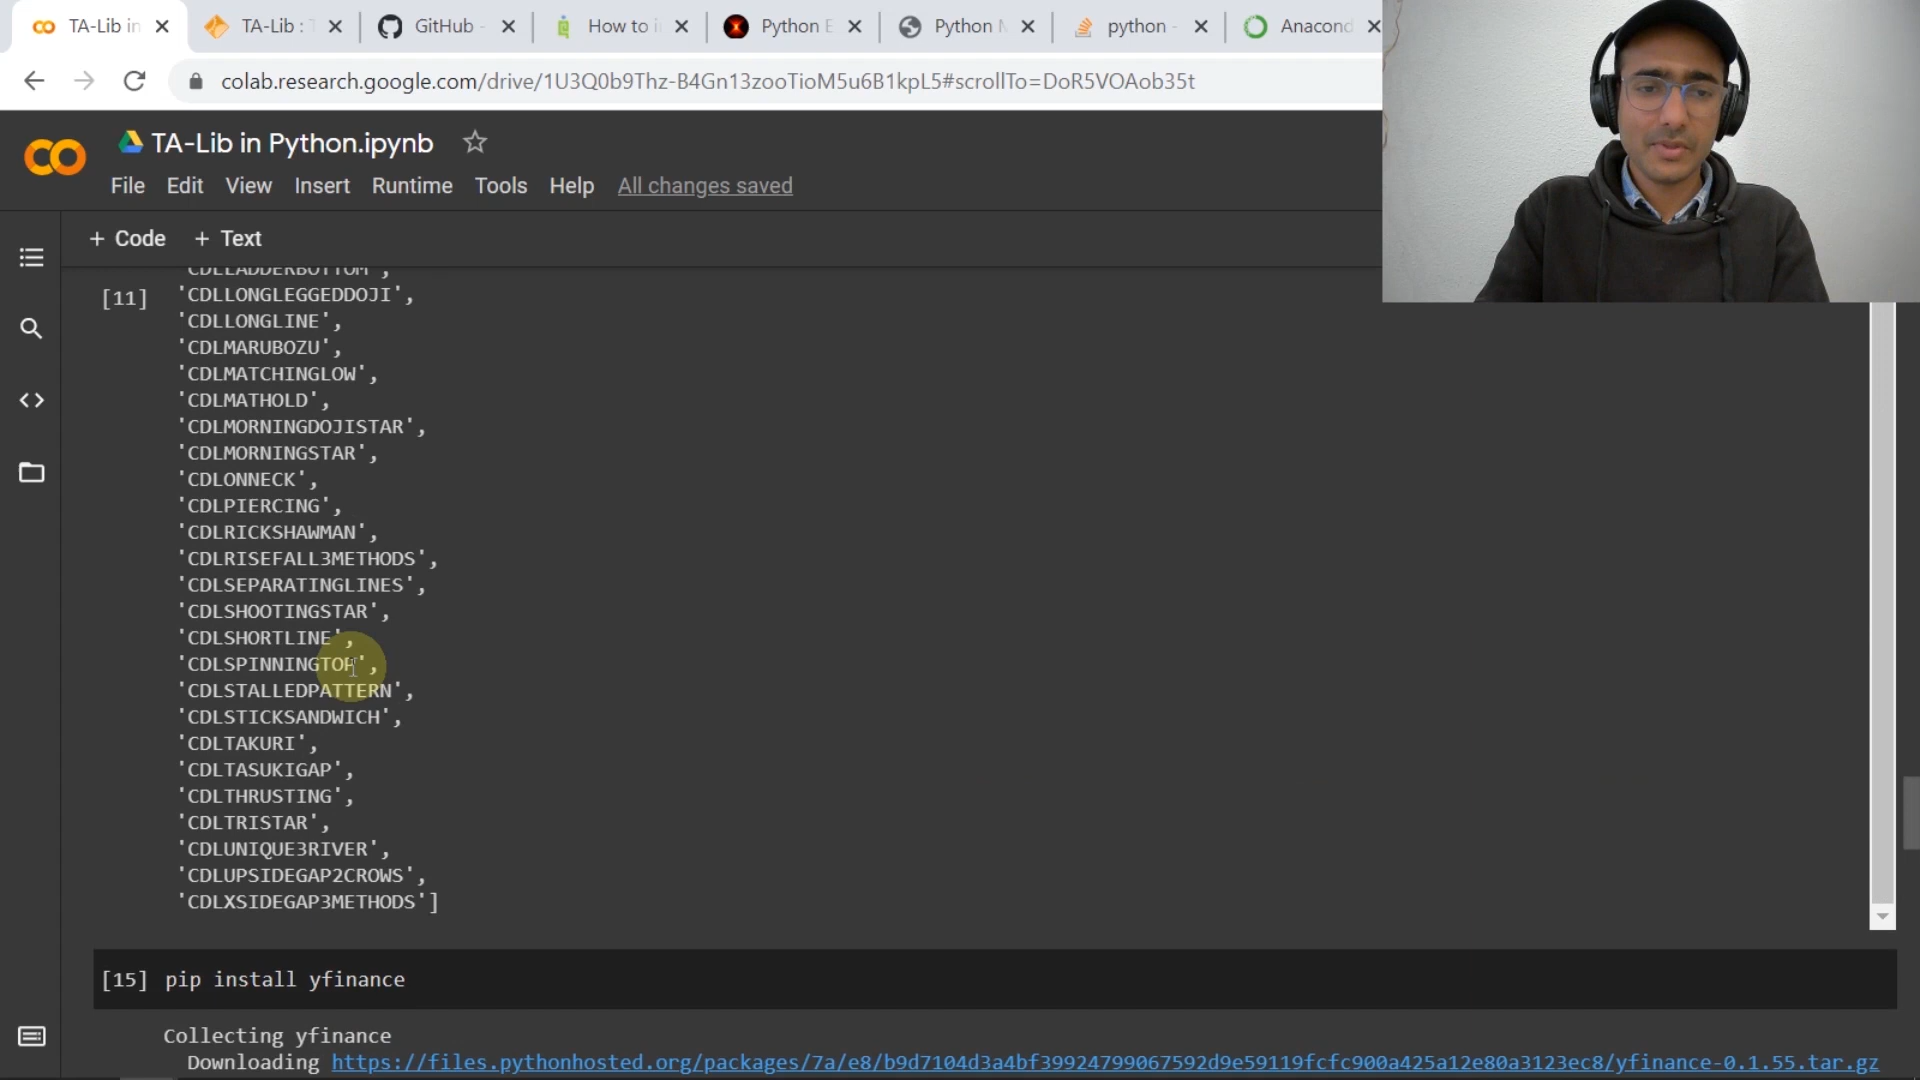 TA-Lib in
TA-Lib : T
GitHub -
How to i
Python E
Python M
python -
Anacond
colab.research.google.com/drive/1U3Q0b9Thz-B4Gn13zooTioM5u6B1kpL5#scrollTo=DoR5VOAob35t
TA-Lib in Python.ipynb
File Edit View Insert Runtime Tools Help All changes saved
+ Code + Text
'CDLLADDERBOTTOM',
[11] 'CDLLONGLEGGEDDOJI',
'CDLLONGLINE',
'CDLMARUBOZU',
'CDLMATCHINGLOW',
'CDLMATHOLD',
'CDLMORNINGDOJISTAR',
'CDLMORNINGSTAR',
'CDLONNECK',
'CDLPIERCING',
'CDLRICKSHAWMAN',
'CDLRISEFALL3METHODS',
'CDLSEPARATINGLINES',
'CDLSHOOTINGSTAR',
'CDLSHORTLINE',
'CDLSPINNINGTOP',
'CDLSTALLEDPATTERN',
'CDLSTICKSANDWICH',
'CDLTAKURI',
'CDLTASUKIGAP',
'CDLTHRUSTING',
'CDLTRISTAR',
'CDLUNIQUE3RIVER',
'CDLUPSIDEGAP2CROWS',
'CDLXSIDEGAP3METHODS']
[15] pip install yfinance
Collecting yfinance
Downloading https://files.pythonhosted.org/packages/7a/e8/b9d7104d3a4bf39924799067592d9e59119fcfc900a425a12e80a3123ec8/yfinance-0.1.55.tar.gz